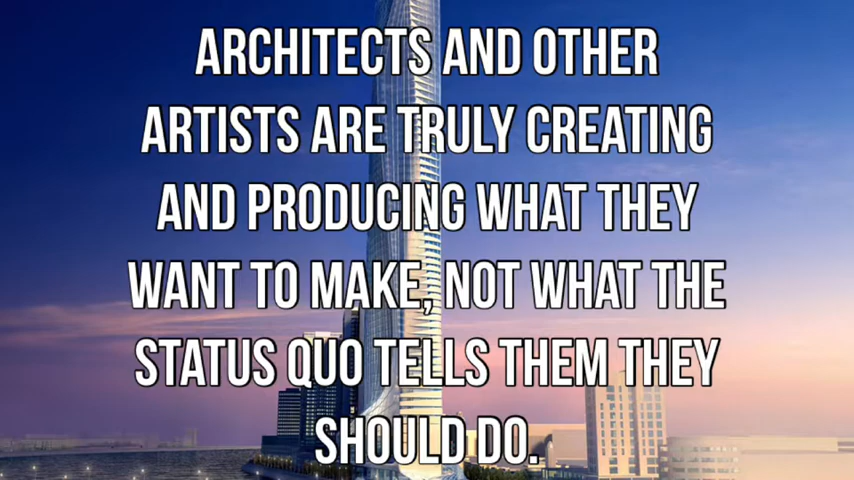 ARCHITECTS AND OTHER
ARTISTS ARE TRULY CREATING
AND PRODUCING WHAT THEY
WANT TO MAKE, NOT WHAT THE
STATUS QUO TELLS THEM THEY
SHOULD DO.